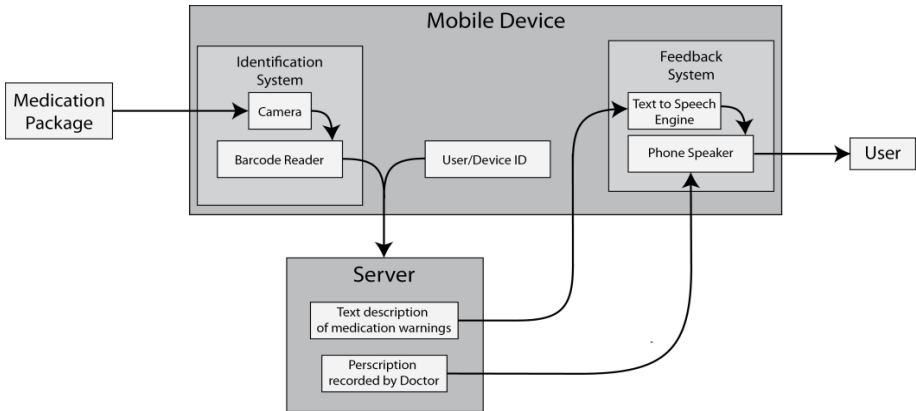 Mobile Device
Identification
System
Camera
Barcode Reader
Medication
Package
User/Device ID
Feedback
System
Text to Speech
Engine
Phone Speaker
User
Server
Text description
of medication warnings
Perscription
recorded by Doctor